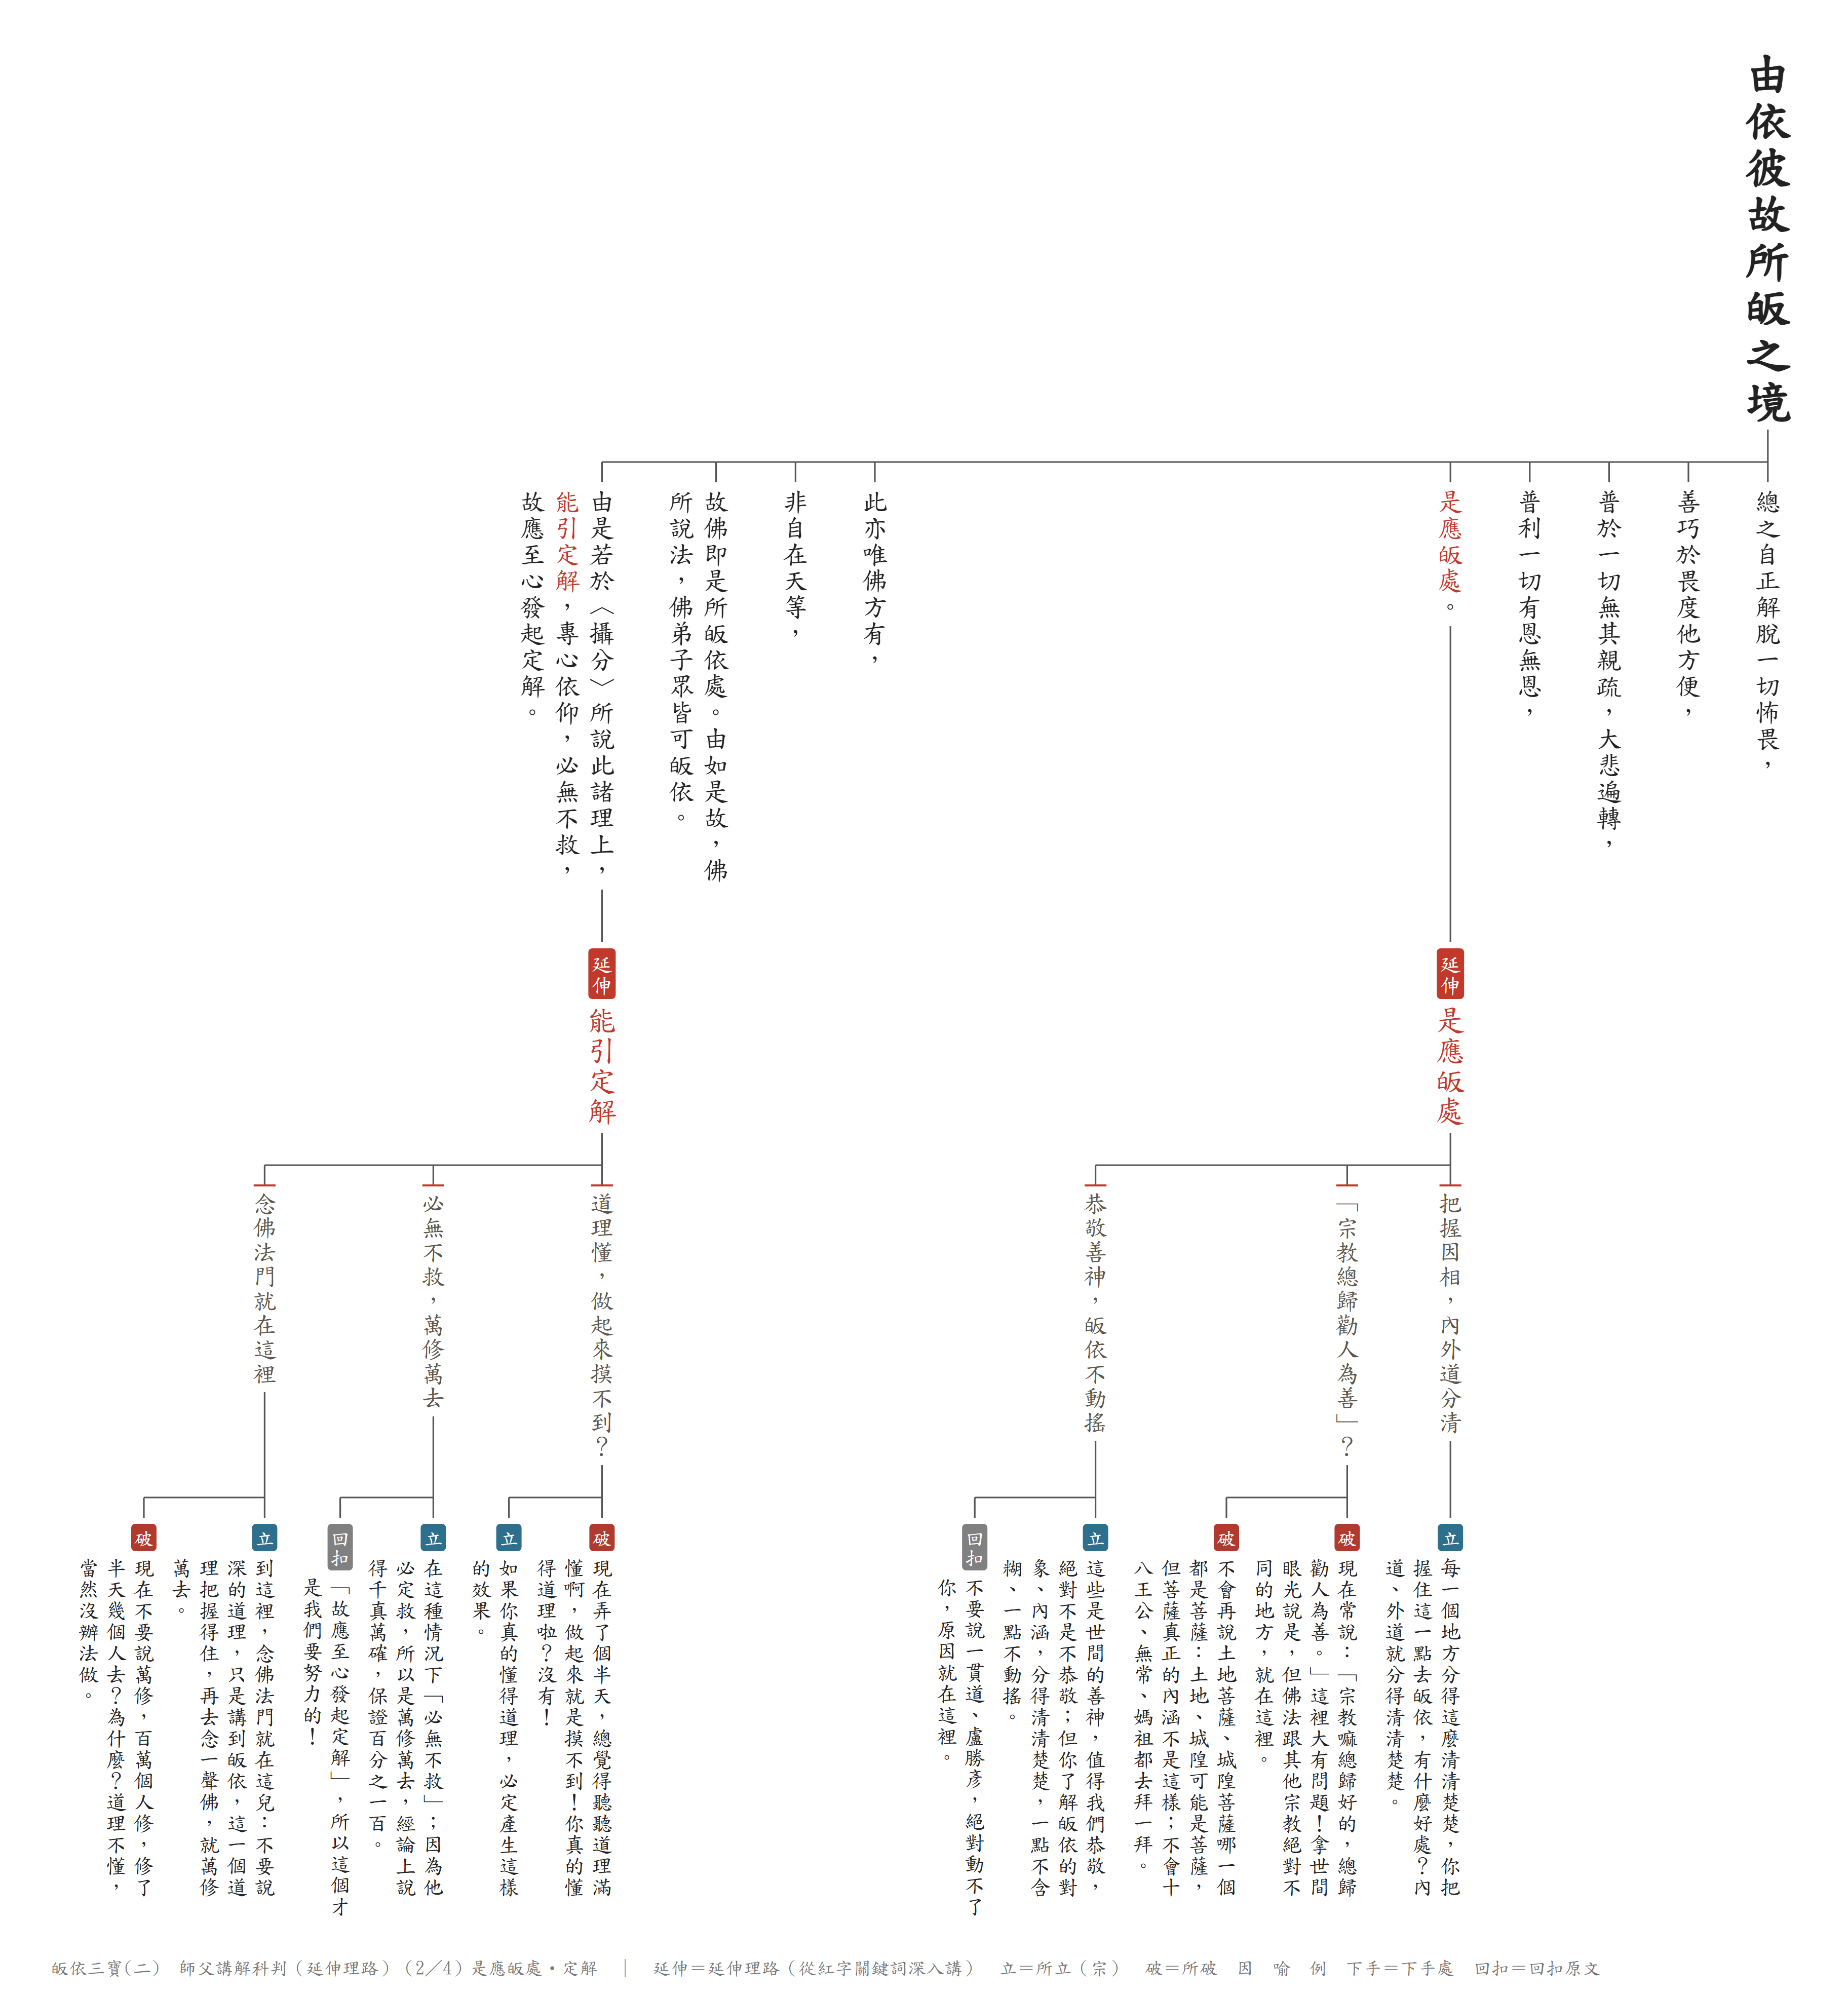 由依彼故所皈之境
總之自正解脫一切怖畏，
善巧於畏度他方便，
普於一切無其親疏，大悲遍轉，
普利一切有恩無恩，
是應皈處。
此亦唯佛方有，
非自在天等，
故佛即是所皈依處。由如是故，佛
所說法，佛弟子眾皆可皈依。
由是若於〈攝分〉所說此諸理上，
能引定解，專心依仰，必無不救，
故應至心發起定解。
延伸
是應皈處
把握因相，內外道分清
立
每一個地方分得這麼清清楚楚，你把
握住這一點去皈依，有什麼好處？內
道、外道就分得清清楚楚。
「宗教總歸勸人為善」？
破
現在常說：「宗教嘛總歸好的，總歸
勸人為善。」這裡大有問題！拿世間
眼光說是，但佛法跟其他宗教絕對不
同的地方，就在這裡。
破
不會再說土地菩薩、城隍菩薩哪一個
都是菩薩：土地、城隍可能是菩薩，
但菩薩真正的內涵不是這樣；不會十
八王公、無常、媽祖都去拜一拜。
恭敬善神，皈依不動搖
立
這些是世間的善神，值得我們恭敬，
絕對不是不恭敬；但你了解皈依的對
象、內涵，分得清清楚楚，一點不含
糊、一點不動搖。
回扣
不要說一貫道、盧勝彥，絕對動不了
你，原因就在這裡。
延伸
能引定解
道理懂，做起來摸不到？
破
現在弄了個半天，總覺得聽聽道理滿
懂啊，做起來就是摸不到！你真的懂
得道理啦？沒有！
立
如果你真的懂得道理，必定產生這樣
的效果。
必無不救，萬修萬去
立
在這種情況下「必無不救」；因為他
必定救，所以是萬修萬去，經論上說
得千真萬確，保證百分之一百。
回扣
「故應至心發起定解」，所以這個才
是我們要努力的！
念佛法門就在這裡
立
到這裡，念佛法門就在這兒：不要說
深的道理，只是講到皈依，這一個道
理把握得住，再去念一聲佛，就萬修
萬去。
破
現在不要說萬修，百萬個人修，修了
半天幾個人去？為什麼？道理不懂，
當然沒辦法做。
皈依三寶（二）　師父講解科判（延伸理路）（2／4）是應皈處・定解　｜　延伸＝延伸理路（從紅字關鍵詞深入講）　立＝所立（宗）　破＝所破　因　喻　例　下手＝下手處　回扣＝回扣原文